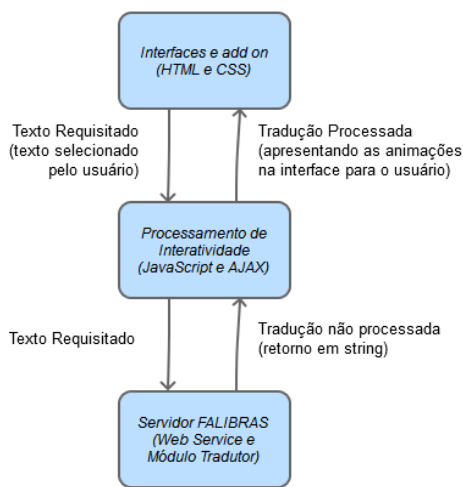 Interfaces e add on
(HTML e CSS)
Texto Requisitado
(texto selecionado
pelo usuário)
Tradução Processada
(apresentando as animações
na interface para o usuário)
Processamento de
Interatividade
(JavaScript e AJAX)
Texto Requisitado
Tradução não processada
(retorno em string)
Servidor FALIBRAS
(Web Service e
Módulo Tradutor)